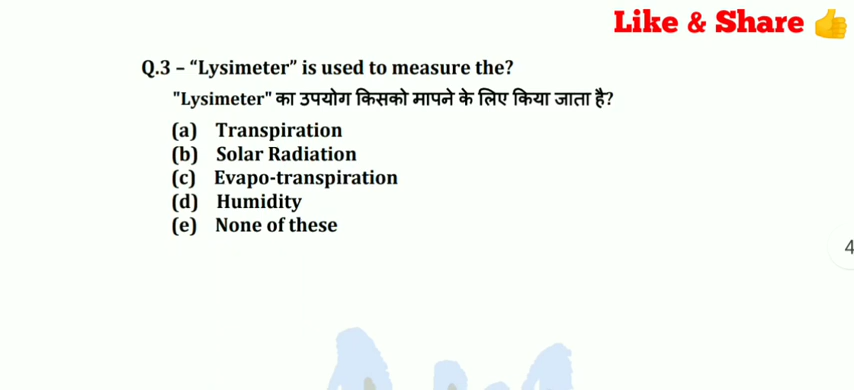 Like & Share 👍
Q.3 – “Lysimeter” is used to measure the?
"Lysimeter" का उपयोग किसको मापने के लिए किया जाता है?
(a) Transpiration
(b) Solar Radiation
(c) Evapo-transpiration
(d) Humidity
(e) None of these
4